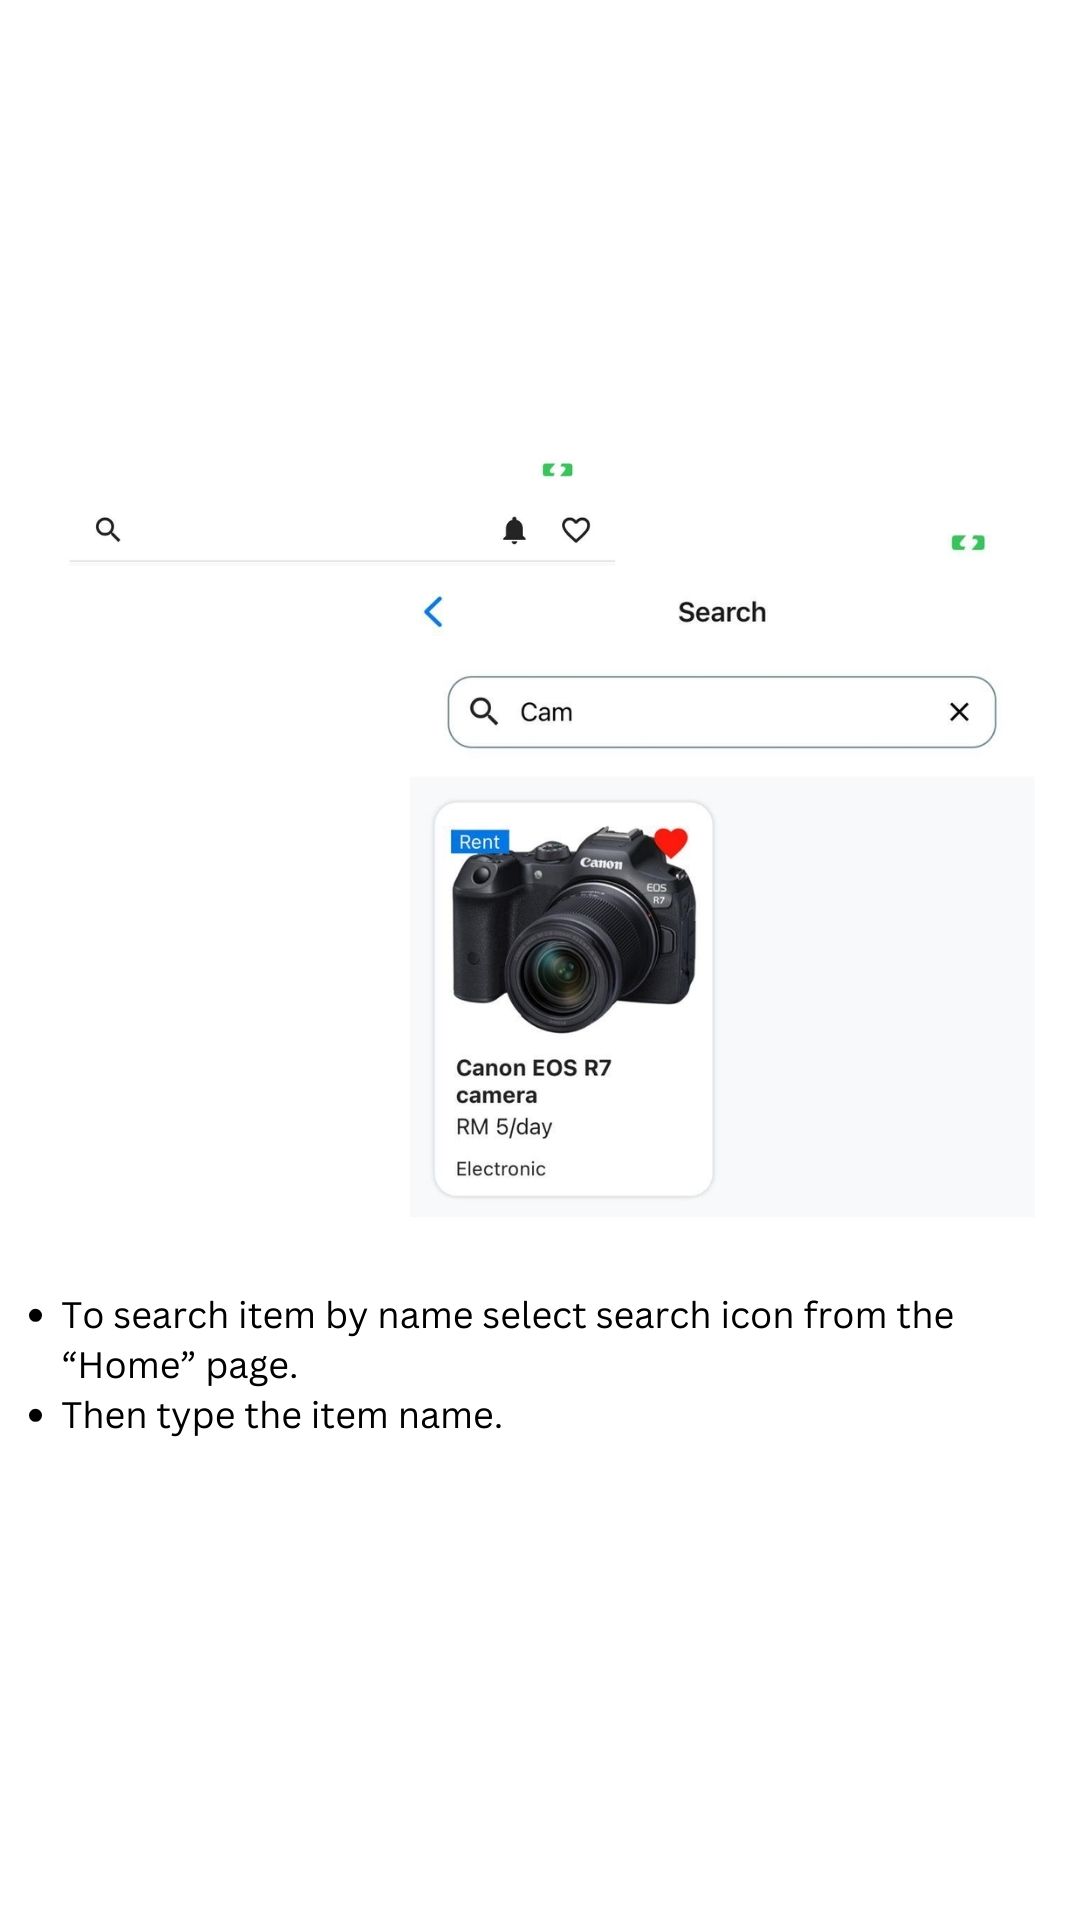 Search
Cam
Rent
Canon
EOS
R7
Canon EOS R7
camera
RM 5/day
Electronic
• To search item by name select search icon from the
“Home” page.
• Then type the item name.